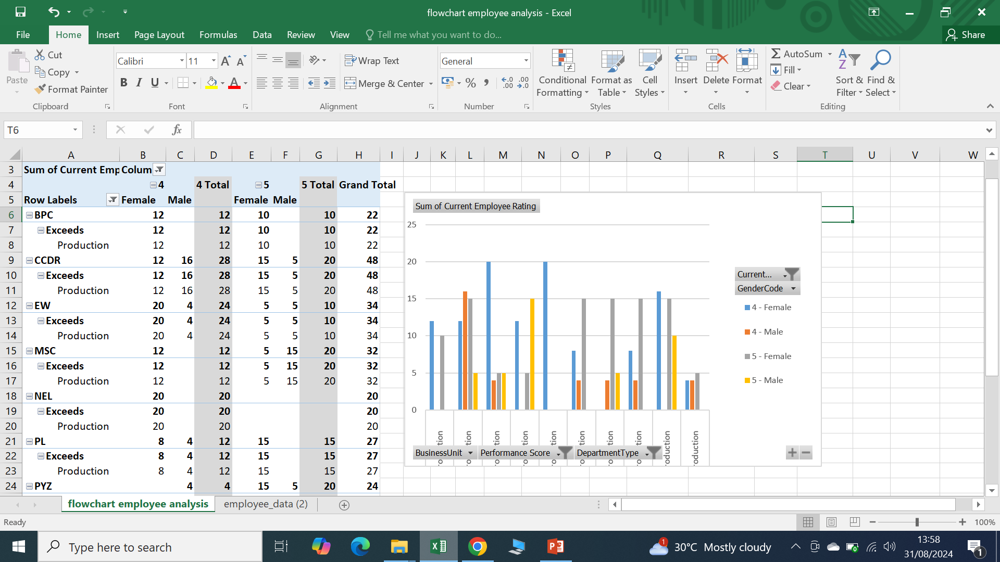 flowchart employee analysis - Excel
File Home Insert Page Layout Formulas Data Review View Tell me what you want to do... Share
Paste Cut Copy Format Painter Clipboard
Calibri 11 A A B I U A Font
Wrap Text Merge & Center Alignment
General % , .0 .00 .00 .0 Number
Conditional Formatting Format as Table Cell Styles Styles
Insert Delete Format Cells
AutoSum Fill Clear Sort & Filter Find & Select Editing
T6 fx
A B C D E F G H I J K L M N O P Q R S T U V W
3 Sum of Current Emp Colum
4 4 4 Total 5 5 Total Grand Total
5 Row Labels Female Male Female Male
6 BPC 12 12 10 10 22
7 Exceeds 12 12 10 10 22
8 Production 12 12 10 10 22
9 CCDR 12 16 28 15 5 20 48
10 Exceeds 12 16 28 15 5 20 48
11 Production 12 16 28 15 5 20 48
12 EW 20 4 24 5 5 10 34
13 Exceeds 20 4 24 5 5 10 34
14 Production 20 4 24 5 5 10 34
15 MSC 12 12 5 15 20 32
16 Exceeds 12 12 5 15 20 32
17 Production 12 12 5 15 20 32
18 NEL 20 20 20
19 Exceeds 20 20 20
20 Production 20 20 20
21 PL 8 4 12 15 15 27
22 Exceeds 8 4 12 15 15 27
23 Production 8 4 12 15 15 27
24 PYZ 4 4 15 5 20 24
Sum of Current Employee Rating
25
20
15
10
5
0
Current...
GenderCode
4 - Female
4 - Male
5 - Female
5 - Male
tion tion tion tion tion tion tion tion roduction roduction
BusinessUnit Performance Score DepartmentType
flowchart employee analysis employee_data (2)
Ready 100%
Type here to search 1 30°C Mostly cloudy 13:58
31/08/2024 1